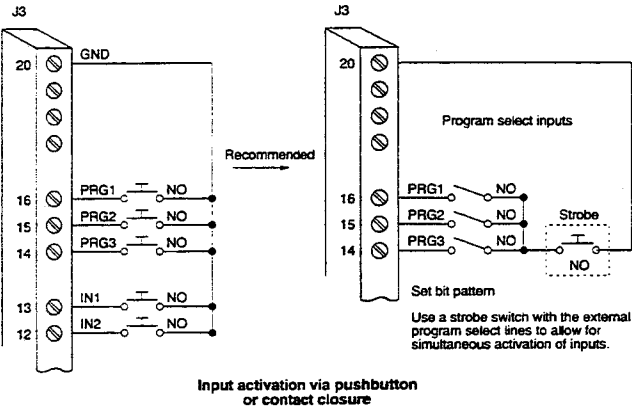 J3
20 GND
16 PRG1 NO
15 PRG2 NO
14 PRG3 NO
13 IN1 NO
12 IN2 NO
Recommended
J3
20
Program select inputs
16 PRG1 NO
15 PRG2 NO
14 PRG3 NO
Strobe
NO
Set bit pattern
Use a strobe switch with the external
program select lines to allow for
simultaneous activation of inputs.
Input activation via pushbutton
or contact closure